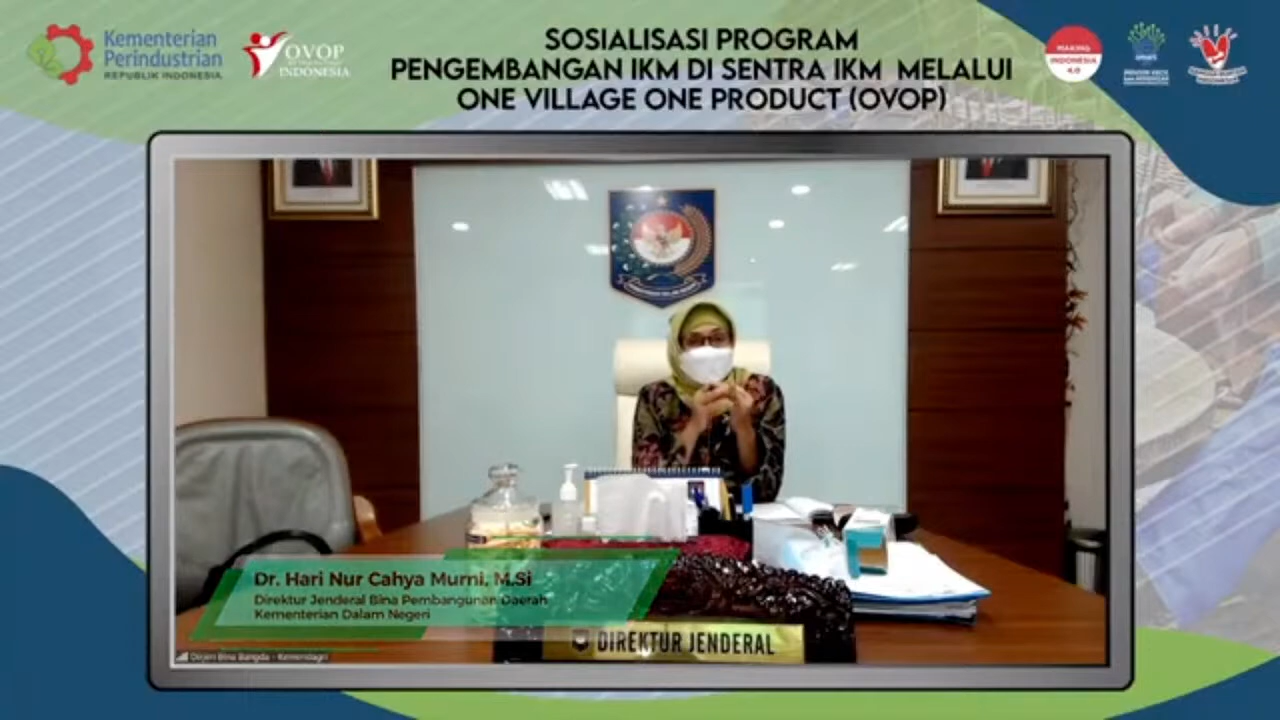 Kementerian
Perindustrian
REPUBLIK INDONESIA
OVOP
INDONESIA
SOSIALISASI PROGRAM
PENGEMBANGAN IKM DI SENTRA IKM MELALUI
ONE VILLAGE ONE PRODUCT (OVOP)
MAKING
INDONESIA
4.0
Dr. Hari Nur Cahya Murni, M.Si
Direktur Jenderal Bina Pembangunan Daerah
Kementerian Dalam Negeri
DIREKTUR JENDERAL
Dirjen Bina Bangda - Kemendagri